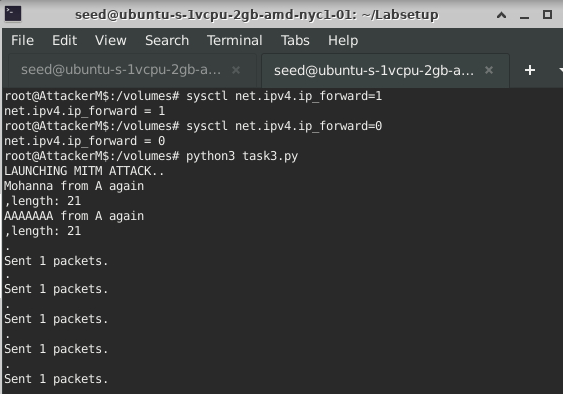 seed@ubuntu-s-1vcpu-2gb-amd-nyc1-01: ~/Labsetup
File Edit View Search Terminal Tabs Help
seed@ubuntu-s-1vcpu-2gb-a... × seed@ubuntu-s-1vcpu-2gb-a... ×
root@AttackerM$:/volumes# sysctl net.ipv4.ip_forward=1
net.ipv4.ip_forward = 1
root@AttackerM$:/volumes# sysctl net.ipv4.ip_forward=0
net.ipv4.ip_forward = 0
root@AttackerM$:/volumes# python3 task3.py
LAUNCHING MITM ATTACK..
Mohanna from A again
,length: 21
AAAAAAA from A again
,length: 21
.
Sent 1 packets.
.
Sent 1 packets.
.
Sent 1 packets.
.
Sent 1 packets.
.
Sent 1 packets.